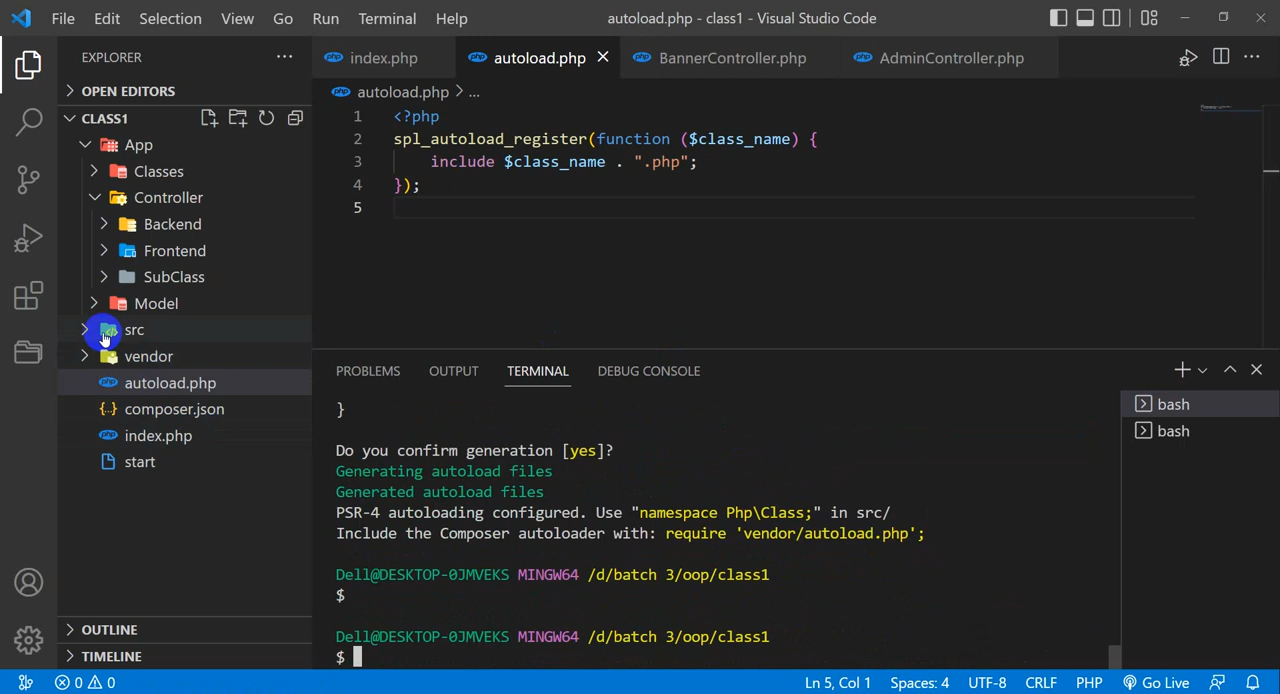 File Edit Selection View Go Run Terminal Help
autoload.php - class1 - Visual Studio Code
EXPLORER
index.php
autoload.php
BannerController.php
AdminController.php
OPEN EDITORS
autoload.php > ...
CLASS1
App
Classes
Controller
Backend
Frontend
SubClass
Model
src
vendor
autoload.php
composer.json
index.php
start
OUTLINE
TIMELINE
1 <?php
2 spl_autoload_register(function ($class_name) {
3 include $class_name . ".php";
4 });
5
PROBLEMS OUTPUT TERMINAL DEBUG CONSOLE
}
Do you confirm generation [yes]?
Generating autoload files
Generated autoload files
PSR-4 autoloading configured. Use "namespace Php\Class;" in src/
Include the Composer autoloader with: require 'vendor/autoload.php';
Dell@DESKTOP-0JMVEKS MINGW64 /d/batch 3/oop/class1
$
Dell@DESKTOP-0JMVEKS MINGW64 /d/batch 3/oop/class1
$
bash
bash
0 0
Ln 5, Col 1 Spaces: 4 UTF-8 CRLF PHP Go Live